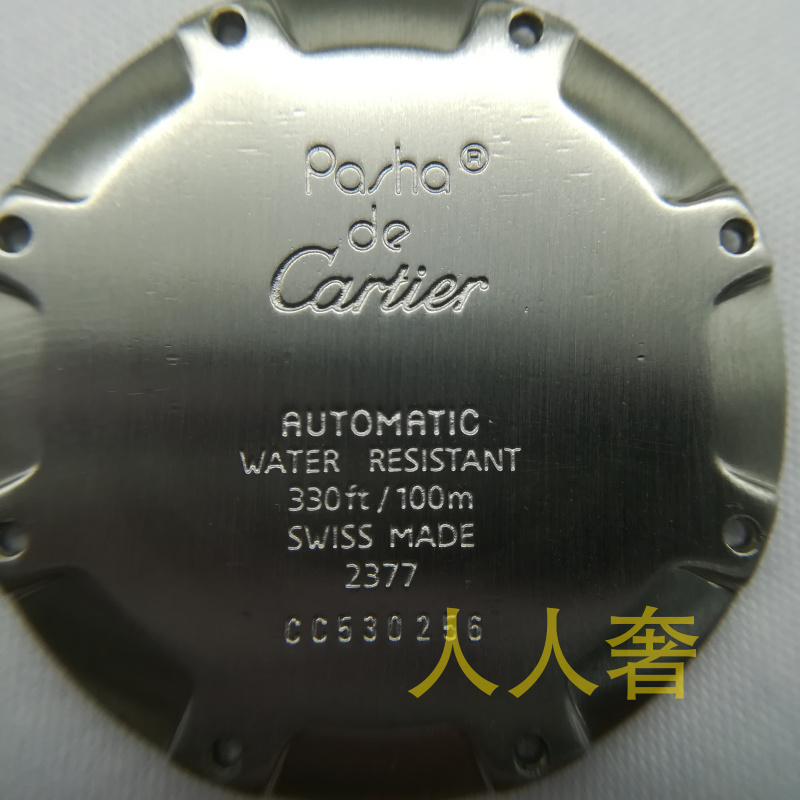 Pasha®
de
Cartier
AUTOMATIC
WATER RESISTANT
330ft/100m
SWISS MADE
2377
CC530256
人人奢